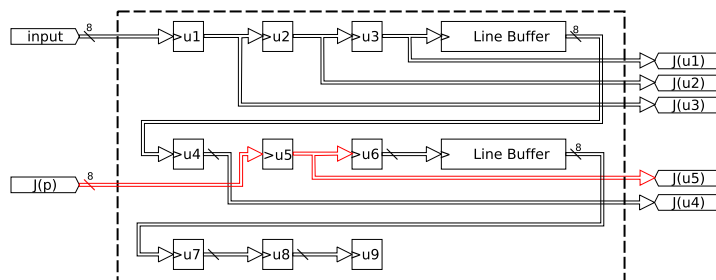 8
input u1 u2 u3 Line Buffer 8
J(u1)
J(u2)
J(u3)
u4 u5 u6 Line Buffer 8
8
J(p) J(u5)
J(u4)
u7 u8 u9